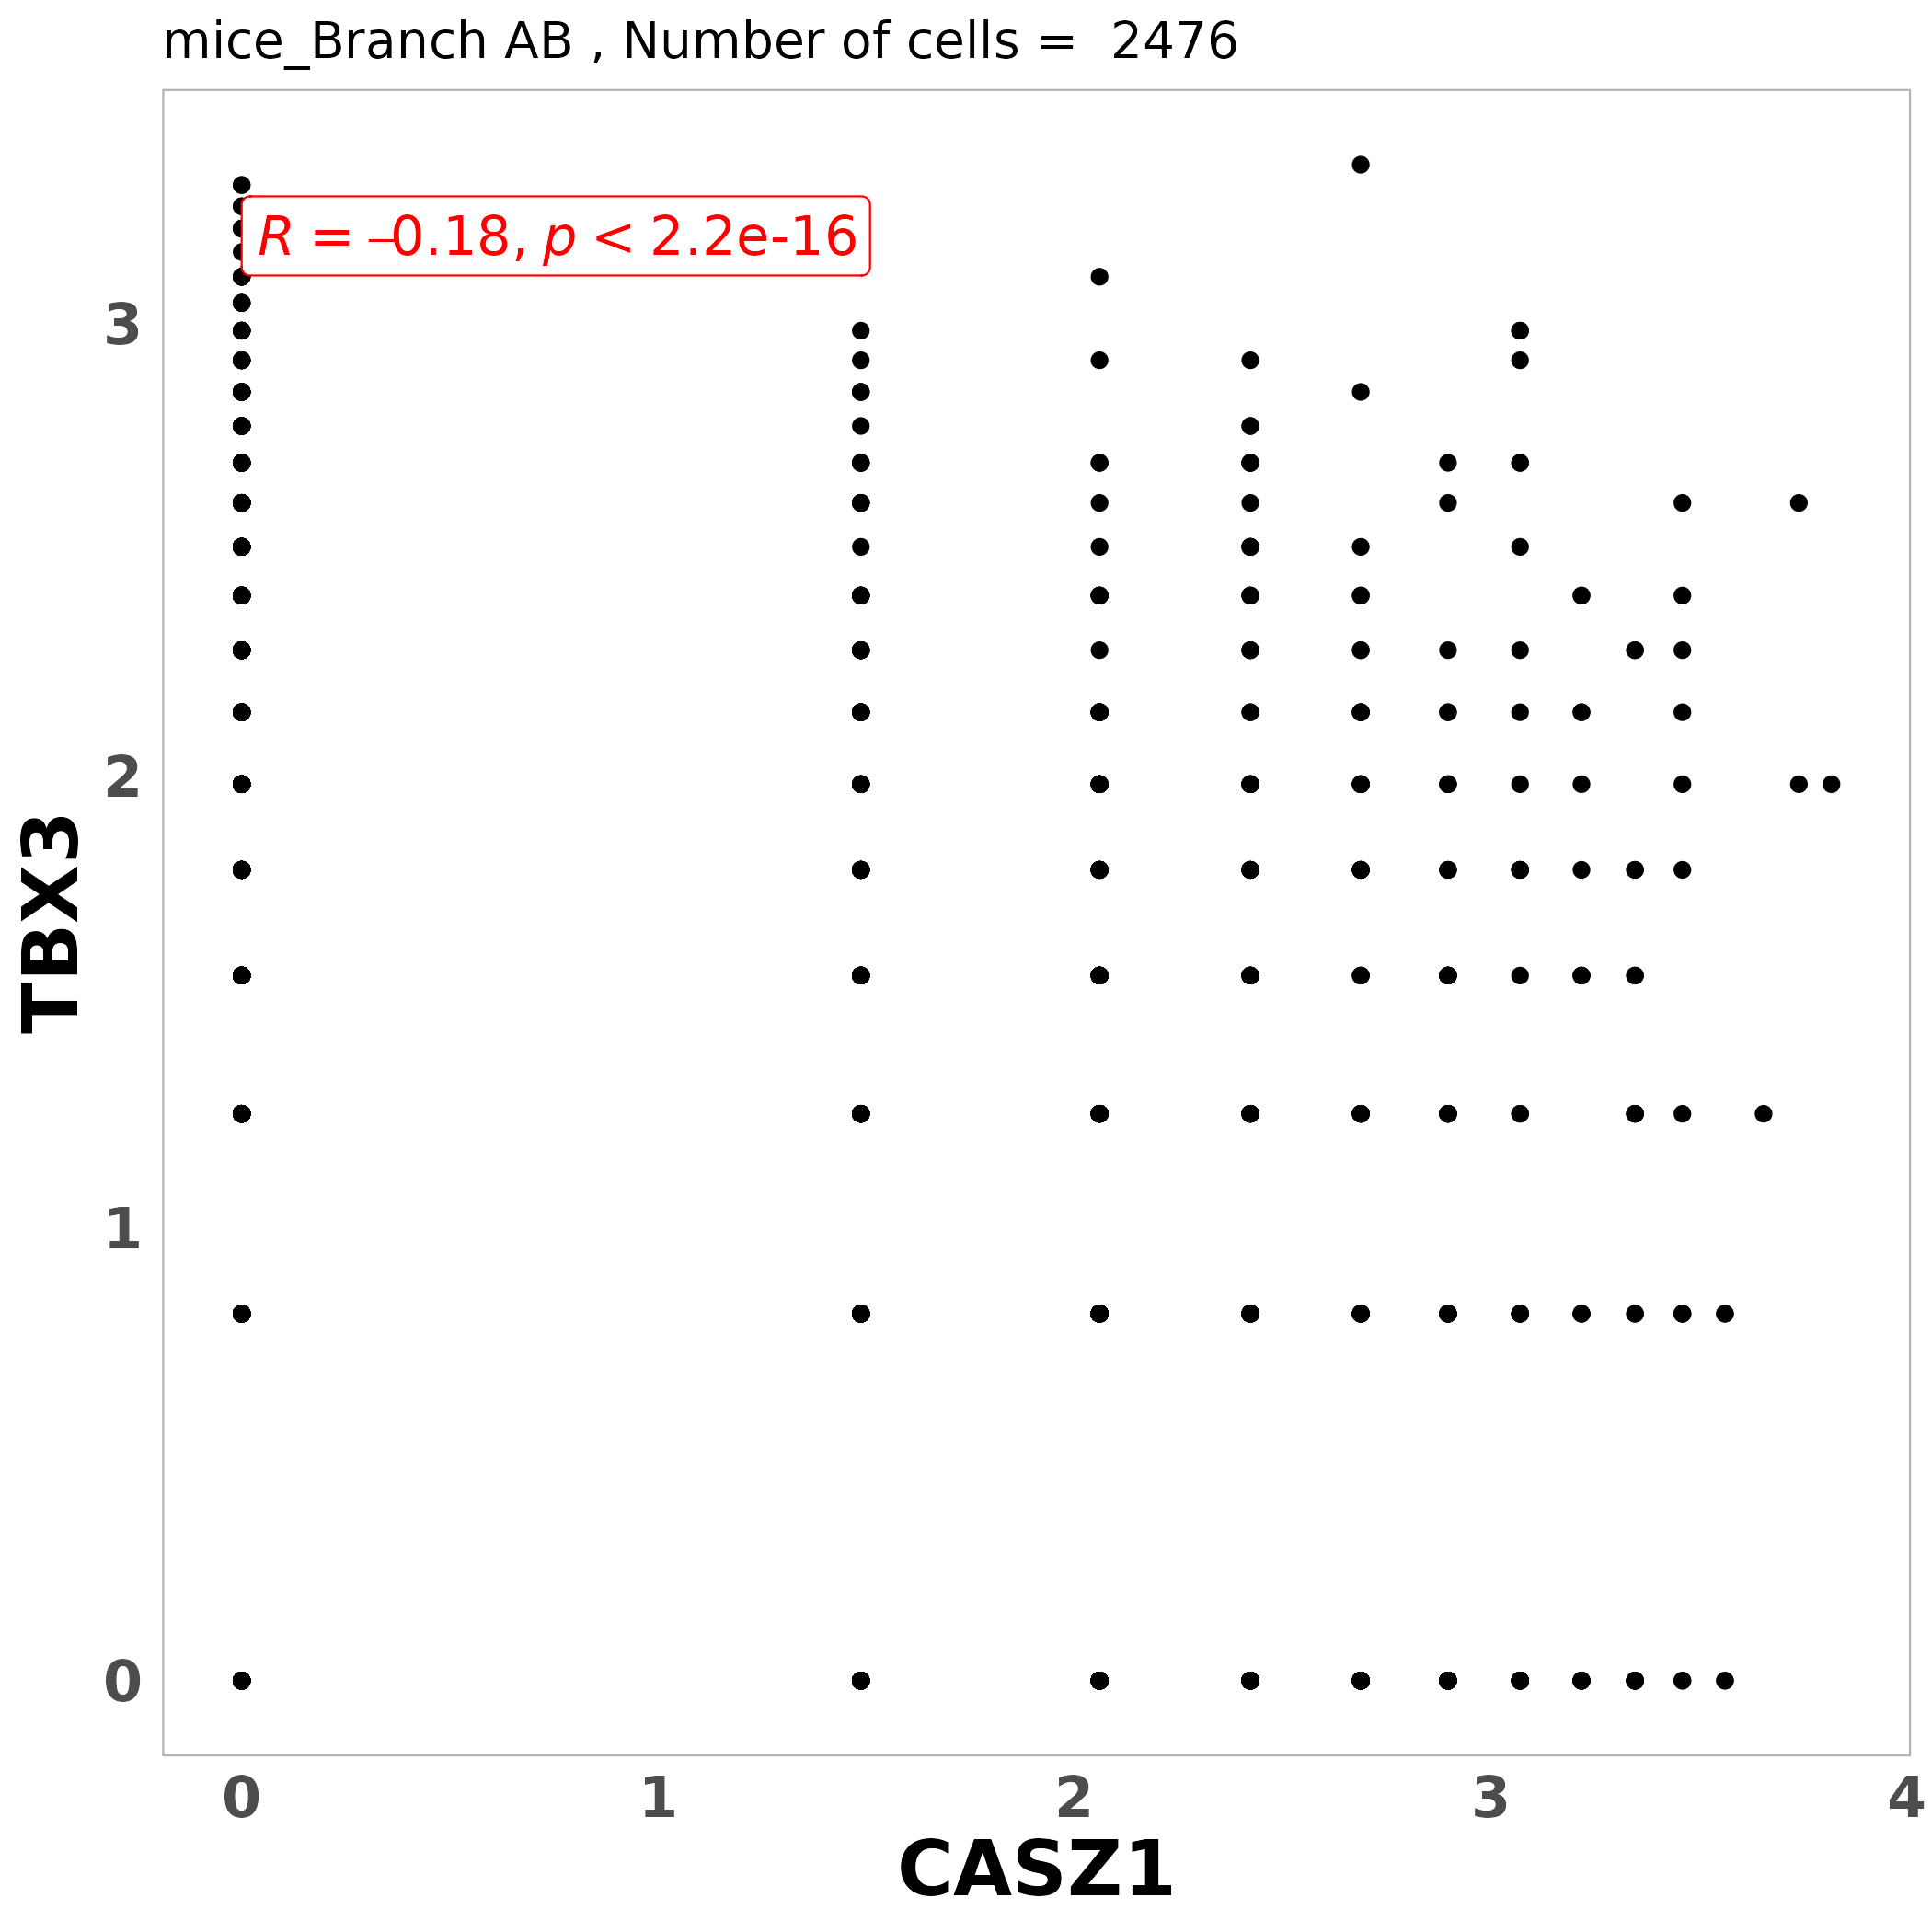 mice_Branch AB , Number of cells =  2476
R = –0.18, p < 2.2e-16
3
2
1
0
TBX3
0 1 2 3 4
CASZ1